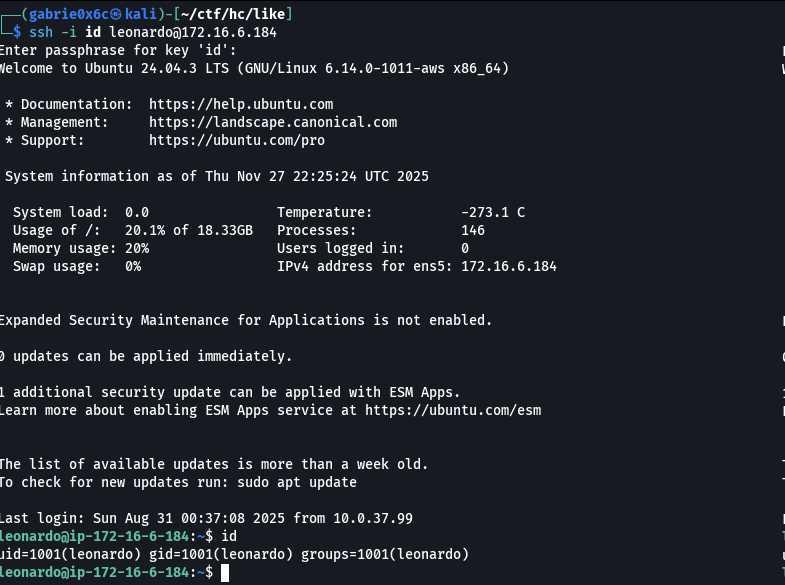 (gabrie0x6c㉿kali)-[~/ctf/hc/like]
$ ssh -i id leonardo@172.16.6.184
Enter passphrase for key 'id':
Welcome to Ubuntu 24.04.3 LTS (GNU/Linux 6.14.0-1011-aws x86_64)
* Documentation:  https://help.ubuntu.com
* Management:     https://landscape.canonical.com
* Support:        https://ubuntu.com/pro
System information as of Thu Nov 27 22:25:24 UTC 2025
System load:  0.0                Temperature:           -273.1 C
Usage of /:   20.1% of 18.33GB   Processes:             146
Memory usage: 20%                Users logged in:       0
Swap usage:   0%                 IPv4 address for ens5: 172.16.6.184
Expanded Security Maintenance for Applications is not enabled.
0 updates can be applied immediately.
1 additional security update can be applied with ESM Apps.
Learn more about enabling ESM Apps service at https://ubuntu.com/esm
The list of available updates is more than a week old.
To check for new updates run: sudo apt update
Last login: Sun Aug 31 00:37:08 2025 from 10.0.37.99
leonardo@ip-172-16-6-184:~$ id
uid=1001(leonardo) gid=1001(leonardo) groups=1001(leonardo)
leonardo@ip-172-16-6-184:~$